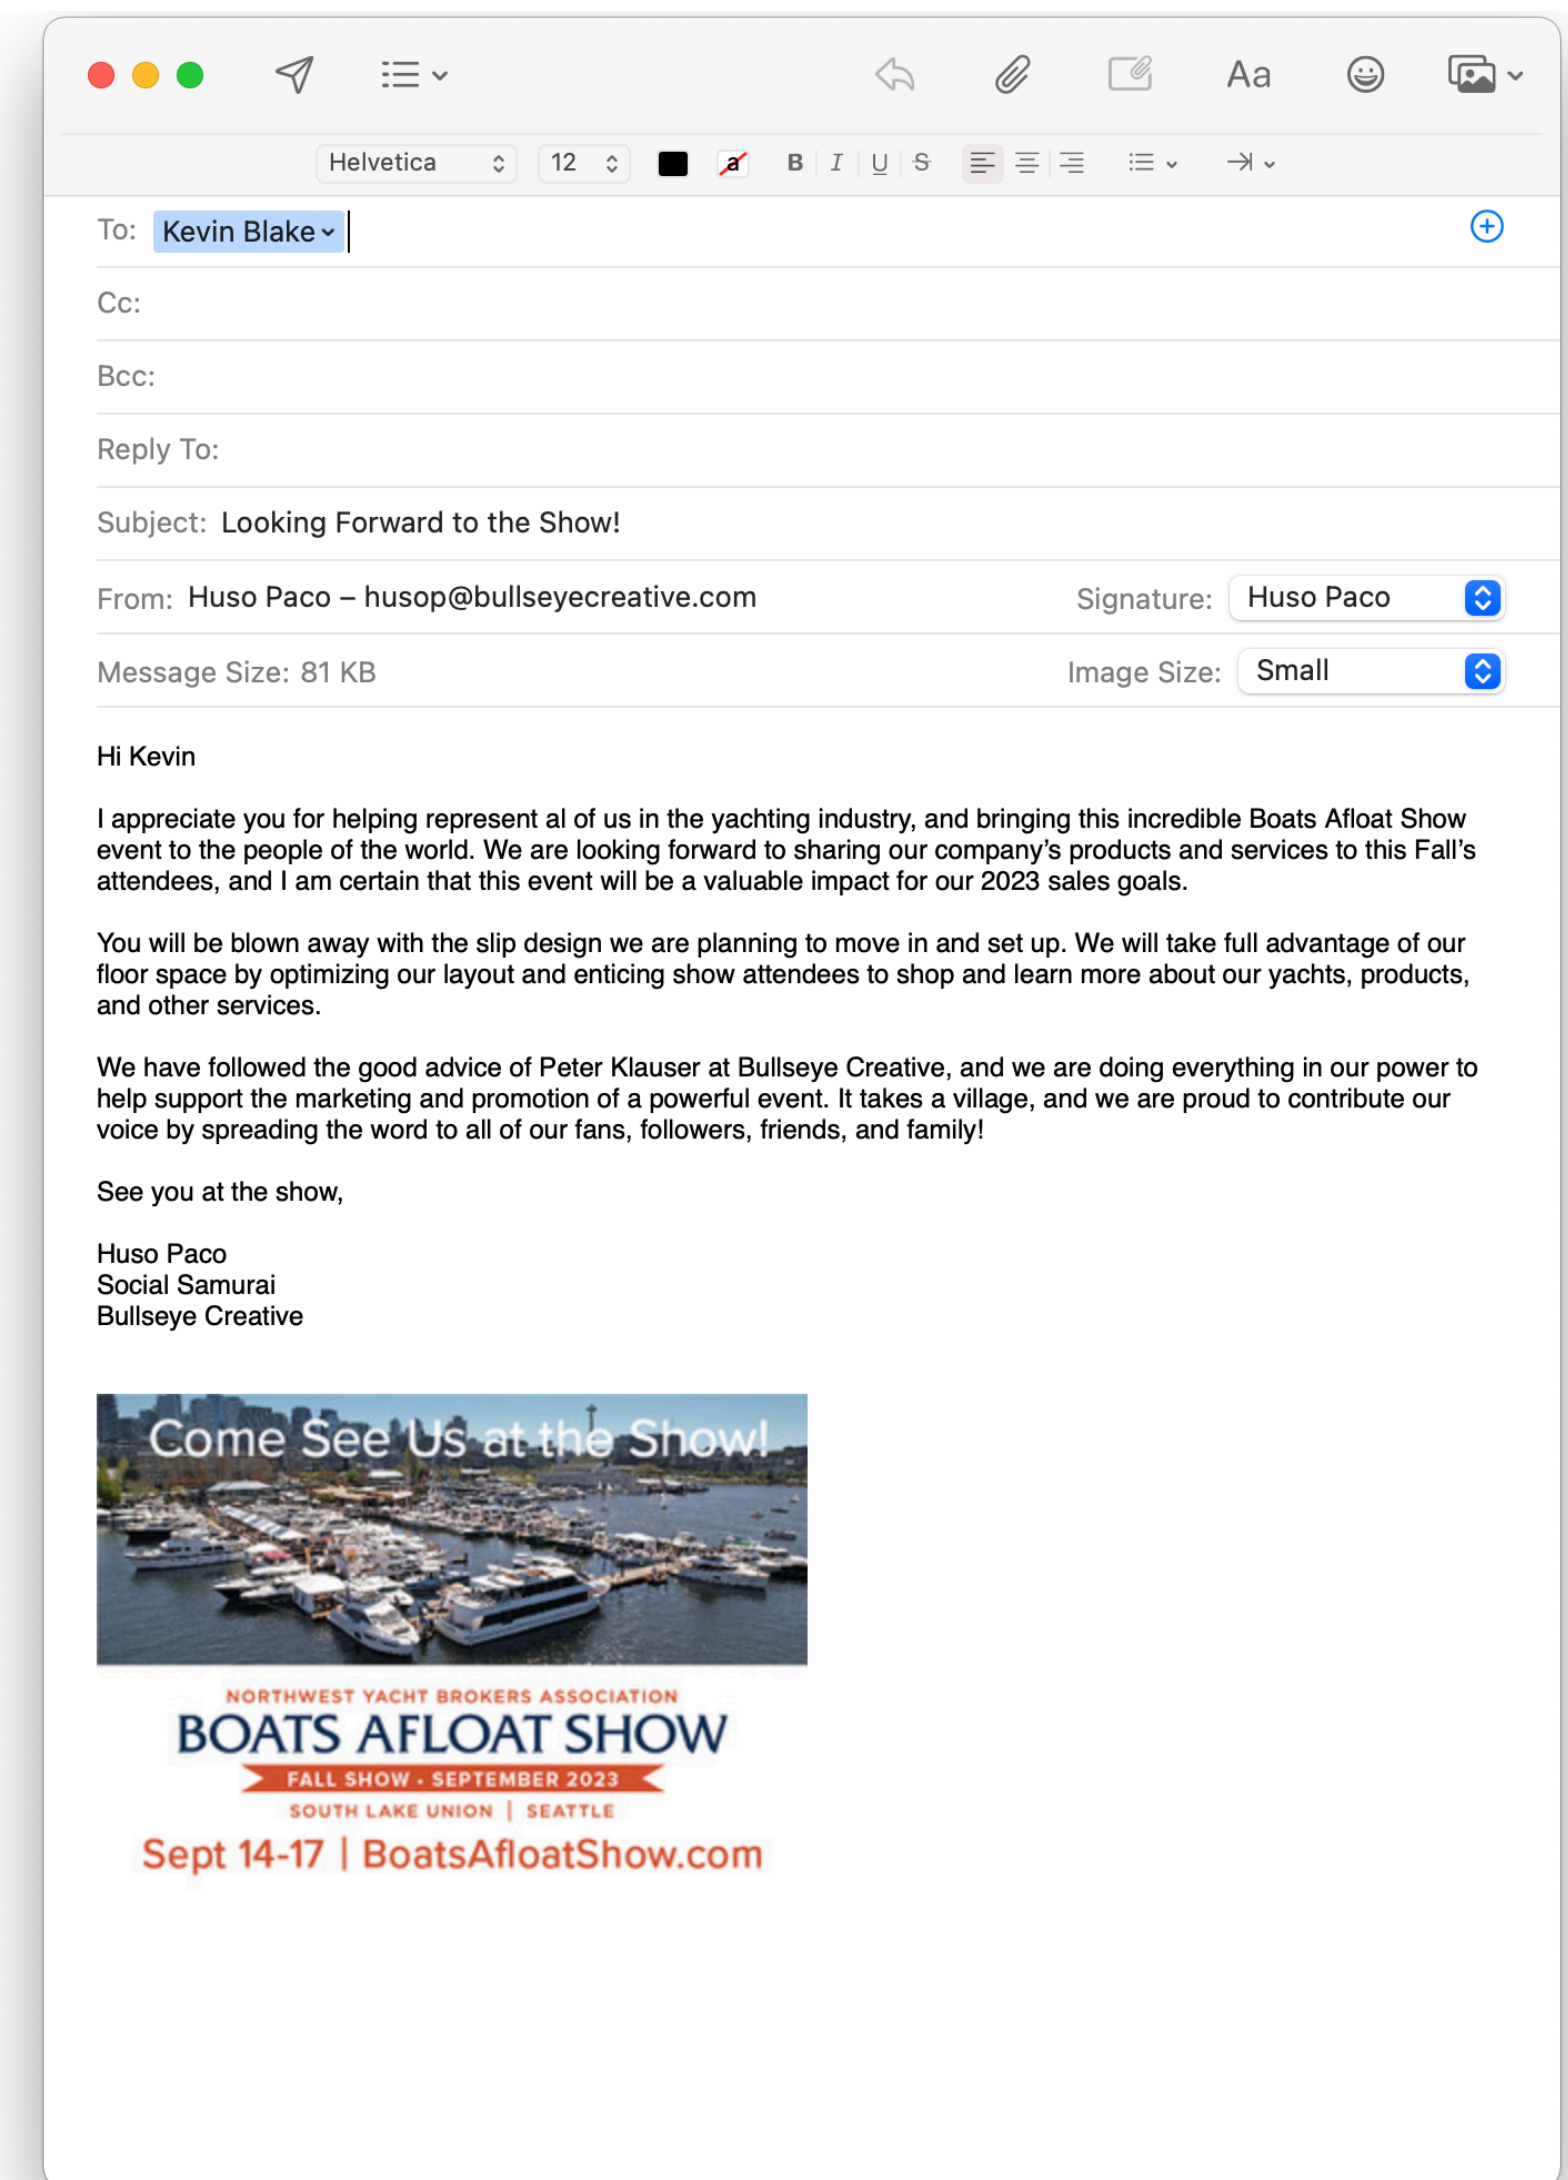 Aa
Helvetica
12
a
B I U S
To: Kevin Blake
Cc:
Bcc:
Reply To:
Subject: Looking Forward to the Show!
From: Huso Paco – husop@bullseyecreative.com
Signature: Huso Paco
Message Size: 81 KB
Image Size: Small
Hi Kevin
I appreciate you for helping represent al of us in the yachting industry, and bringing this incredible Boats Afloat Show
event to the people of the world. We are looking forward to sharing our company’s products and services to this Fall’s
attendees, and I am certain that this event will be a valuable impact for our 2023 sales goals.
You will be blown away with the slip design we are planning to move in and set up. We will take full advantage of our
floor space by optimizing our layout and enticing show attendees to shop and learn more about our yachts, products,
and other services.
We have followed the good advice of Peter Klauser at Bullseye Creative, and we are doing everything in our power to
help support the marketing and promotion of a powerful event. It takes a village, and we are proud to contribute our
voice by spreading the word to all of our fans, followers, friends, and family!
See you at the show,
Huso Paco
Social Samurai
Bullseye Creative
Come See Us at the Show!
NORTHWEST YACHT BROKERS ASSOCIATION
BOATS AFLOAT SHOW
FALL SHOW • SEPTEMBER 2023
SOUTH LAKE UNION | SEATTLE
Sept 14-17 | BoatsAfloatShow.com